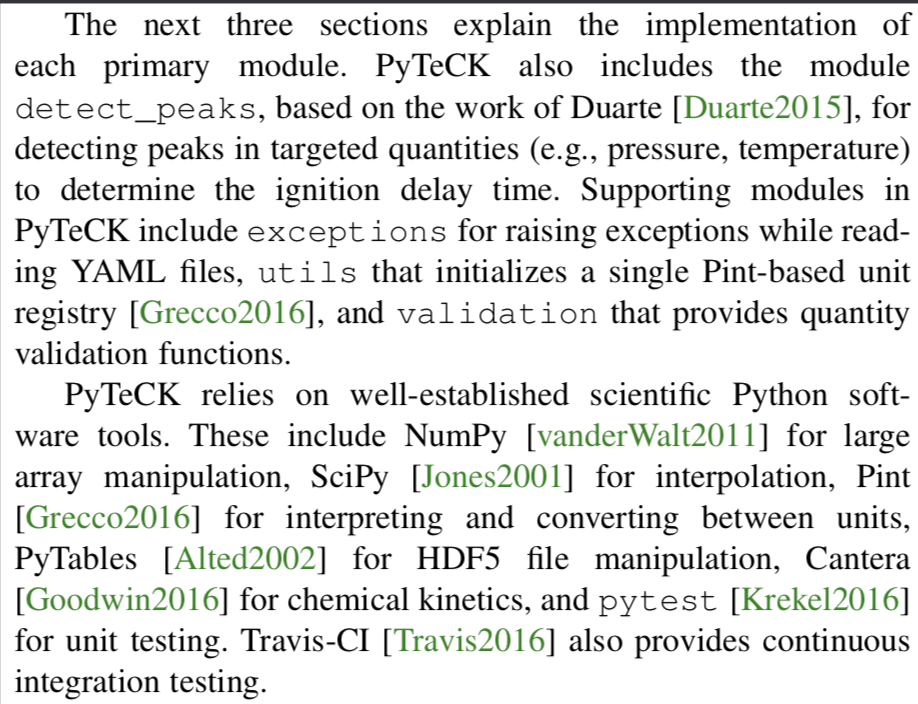 The next three sections explain the implementation of
each primary module. PyTeCK also includes the module
detect_peaks, based on the work of Duarte [Duarte2015], for
detecting peaks in targeted quantities (e.g., pressure, temperature)
to determine the ignition delay time. Supporting modules in
PyTeCK include exceptions for raising exceptions while read-
ing YAML files, utils that initializes a single Pint-based unit
registry [Grecco2016], and validation that provides quantity
validation functions.
PyTeCK relies on well-established scientific Python soft-
ware tools. These include NumPy [vanderWalt2011] for large
array manipulation, SciPy [Jones2001] for interpolation, Pint
[Grecco2016] for interpreting and converting between units,
PyTables [Alted2002] for HDF5 file manipulation, Cantera
[Goodwin2016] for chemical kinetics, and pytest [Krekel2016]
for unit testing. Travis-CI [Travis2016] also provides continuous
integration testing.